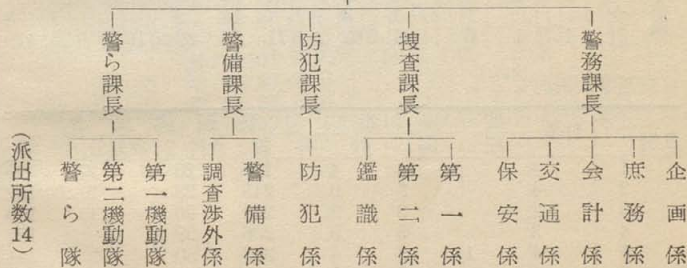 警務課長
企画係
庶務係
会計係
交通係
保安係
捜査課長
第一係
第二係
鑑識係
防犯課長
防犯係
警備課長
警備係
調査渉外係
警ら課長
第一機動隊
第二機動隊
警ら隊
（派出所数14）